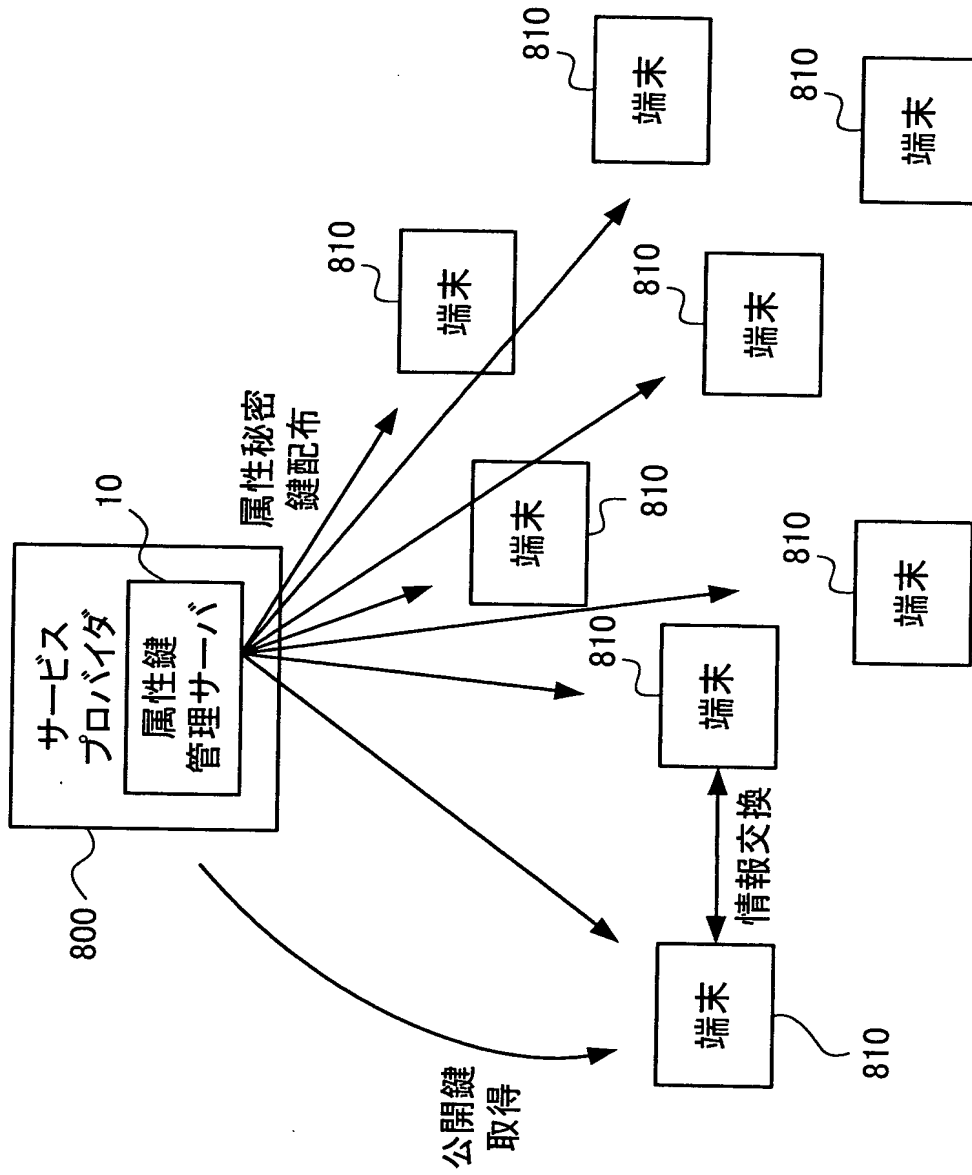 サービス
プロバイダ
属性鍵
管理サーバ
10
800
属性秘密
鍵配布
公開鍵
取得
情報交換
端末
810
端末
810
端末
810
端末
810
端末
810
端末
810
端末
810
端末
810